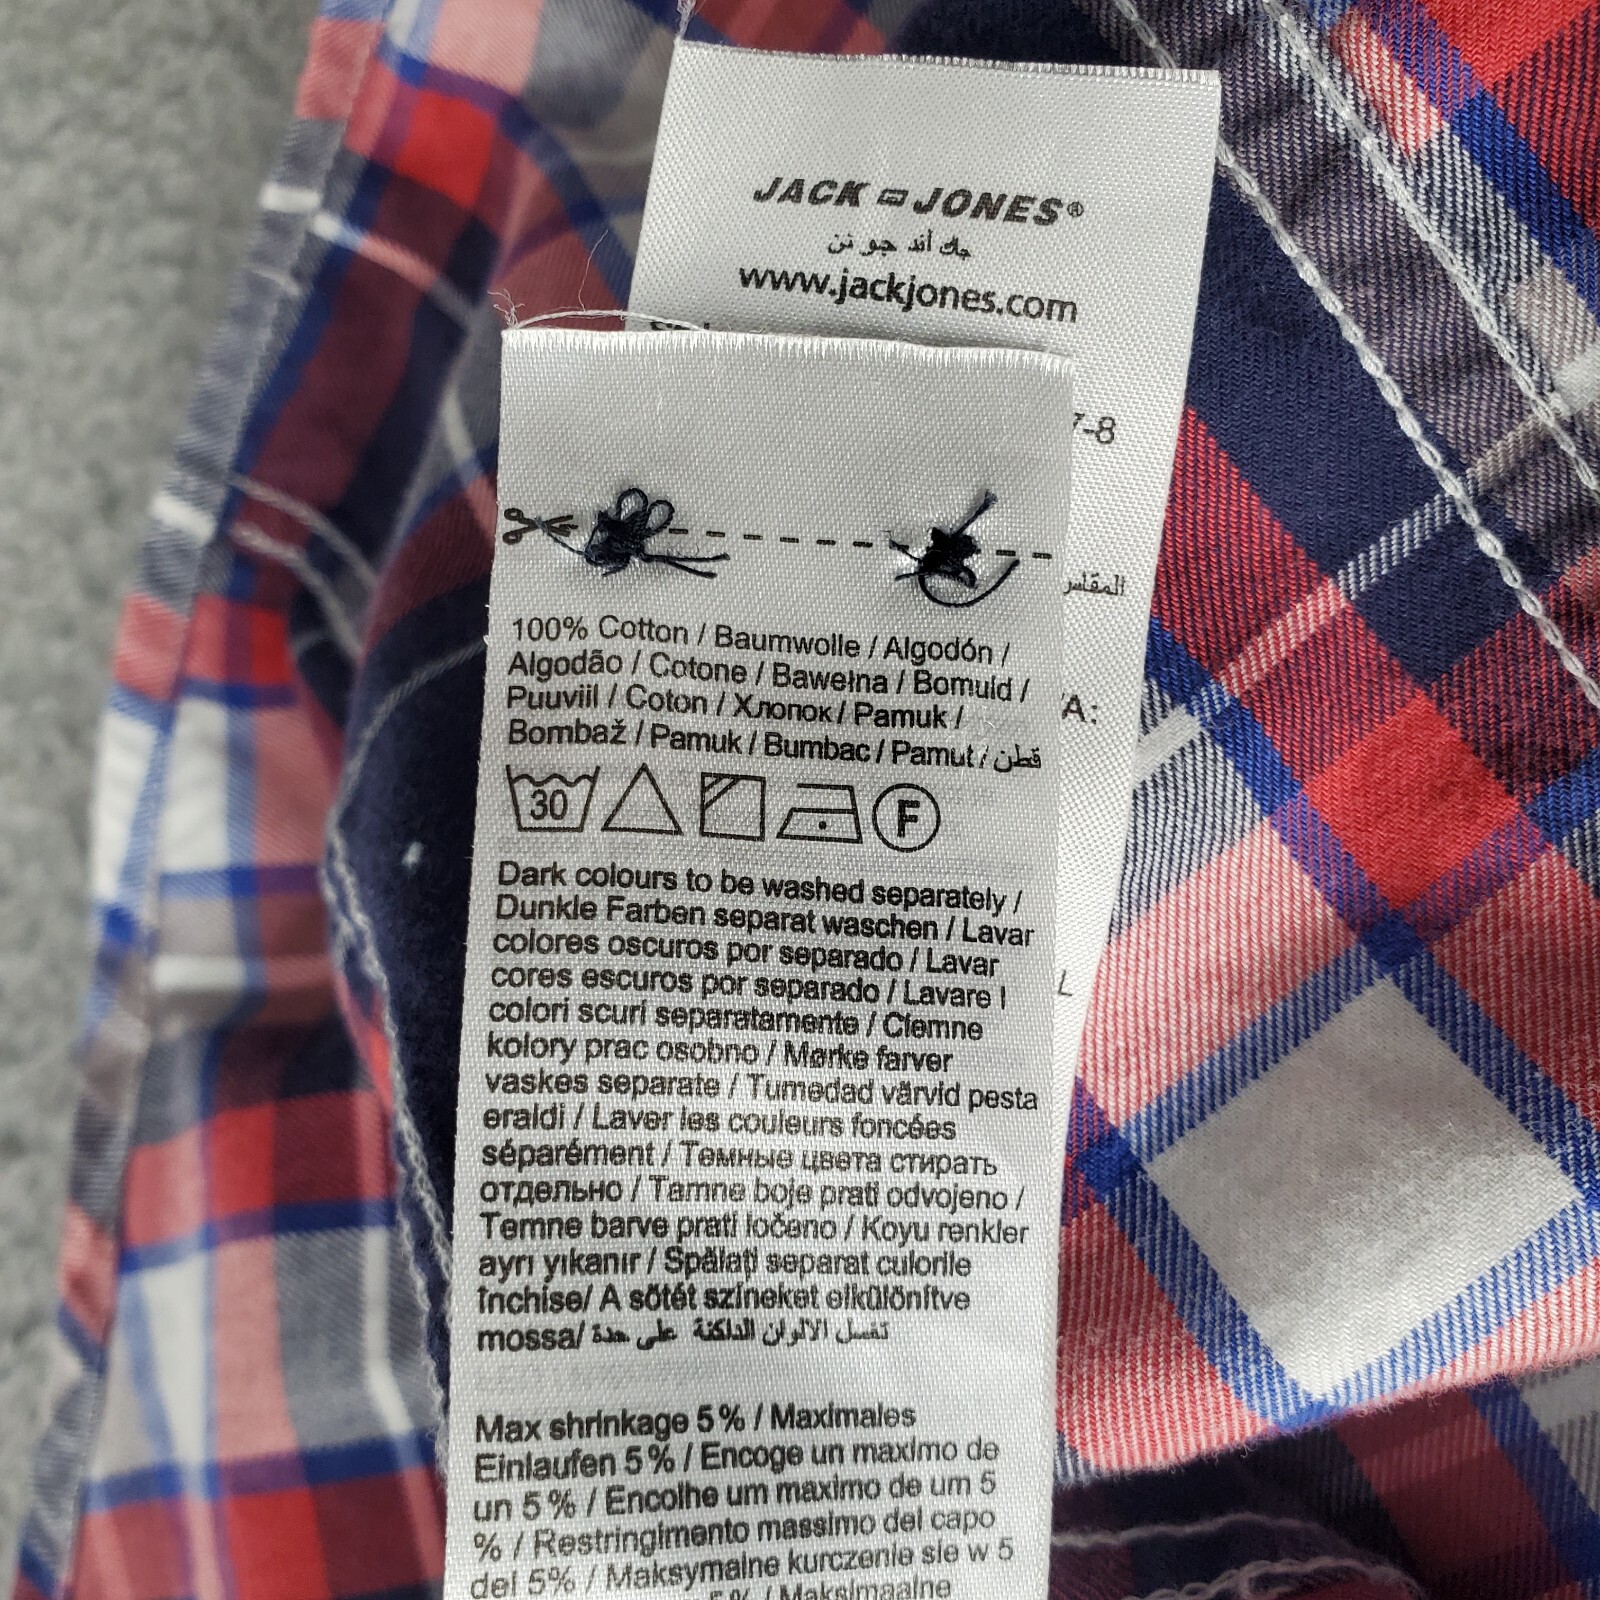 JACK JONES®
جاك أند جونز
www.jackjones.com
7-8
المقاس
100% Cotton / Baumwolle / Algodón /
Algodão / Cotone / Bawełna / Bomuld /
Puuviil / Coton / Хлопок / Pamuk /
Bombaž / Pamuk / Bumbac / Pamut / قطن
30
F
A:
L
Dark colours to be washed separately /
Dunkle Farben separat waschen / Lavar
colores oscuros por separado / Lavar
cores escuros por separado / Lavare I
colori scuri separatamente / Ciemne
kolory prac osobno / Mørke farver
vaskes separate / Tumedad värvid pesta
eraldi / Laver les couleurs foncées
séparément / Темные цвета стирать
отдельно / Tamne boje prati odvojeno /
Temne barve prati ločeno / Koyu renkler
ayrı yıkanır / Spălați separat culorile
închise/ A sötét színeket elkülönítve
mossa/ تغسل الالوان الداكنة على حدة
Max shrinkage 5 % / Maximales
Einlaufen 5 % / Encoge un maximo de
un 5 % / Encolhe um maximo de um 5
% / Restringimento massimo del capo
del 5% / Maksymalne kurczenie sie w 5
5 % / Maksimaalne